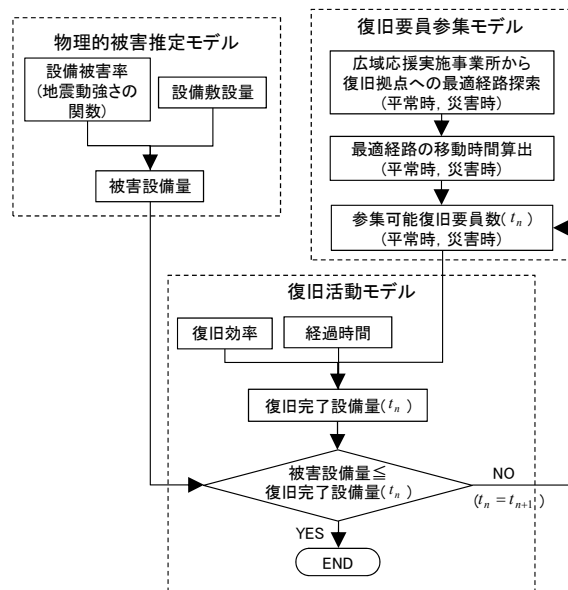 物理的被害推定モデル
設備被害率
(地震動強さの
関数)
設備敷設量
被害設備量
復旧要員参集モデル
広域応援実施事業所から
復旧拠点への最適経路探索
(平常時, 災害時)
最適経路の移動時間算出
(平常時, 災害時)
参集可能復旧要員数(t_n)
(平常時, 災害時)
復旧活動モデル
復旧効率
経過時間
復旧完了設備量(t_n)
被害設備量≦
復旧完了設備量(t_n)
NO
(t_n = t_{n+1})
YES
END